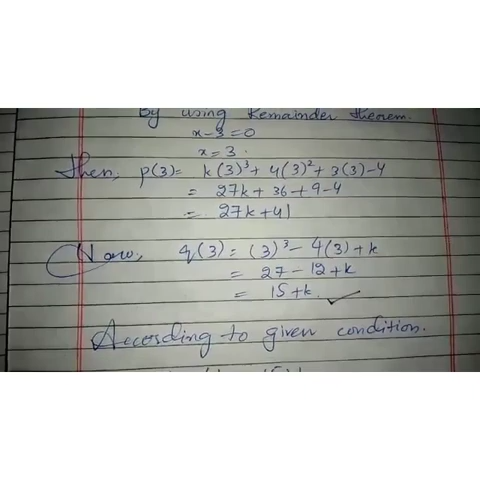 By using Remainder theorem.
x-3=0
x=3.
Then, p(3)= k(3)³+4(3)²+3(3)-4
= 27k+36+9-4
= 27k+41
Now, q(3) = (3)³-4(3)+k
= 27-12+k
= 15+k.
According to given condition.